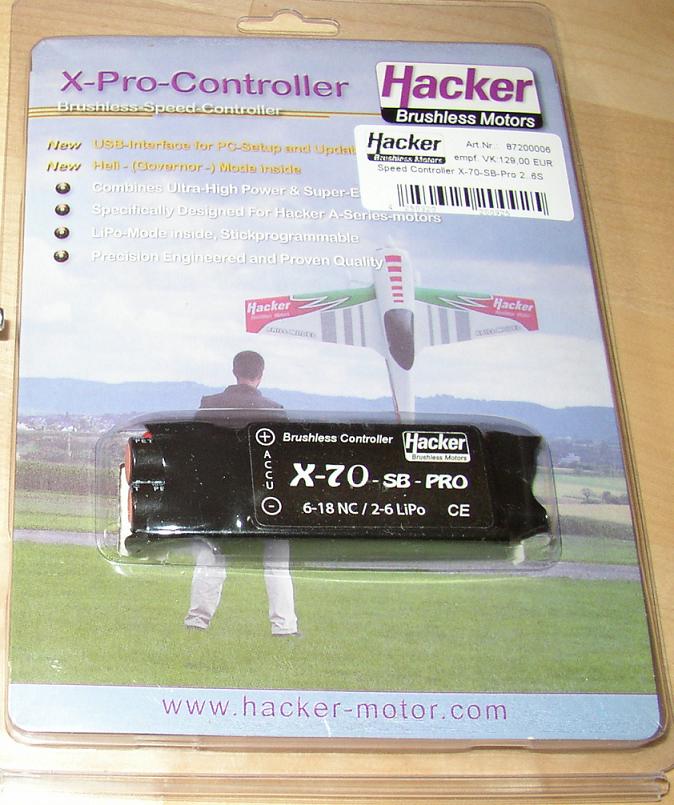 X-Pro-Controller
Brushless-Speed-Controller
Hacker
Brushless Motors
Hacker
Brushless Motors
Art.Nr.: 87200006
empf. VK:129,00 EUR
Speed Controller X-70-SB-Pro 2..6S
New USB-Interface for PC-Setup and
New Heli - (Governor -) Mode inside
Combines Ultra-High Power &
Specifically Designed For Hacker A-Series-motors
LiPo-Mode inside, Stickprogrammable
Precision Engineered and Proven Quality
Hacker
Brushless Motors
Hacker
+ Brushless Controller
Hacker
Brushless Motors
ACCU
X-70-SB-PRO
- 6-18 NC / 2-6 LiPo CE
www.hacker-motor.com